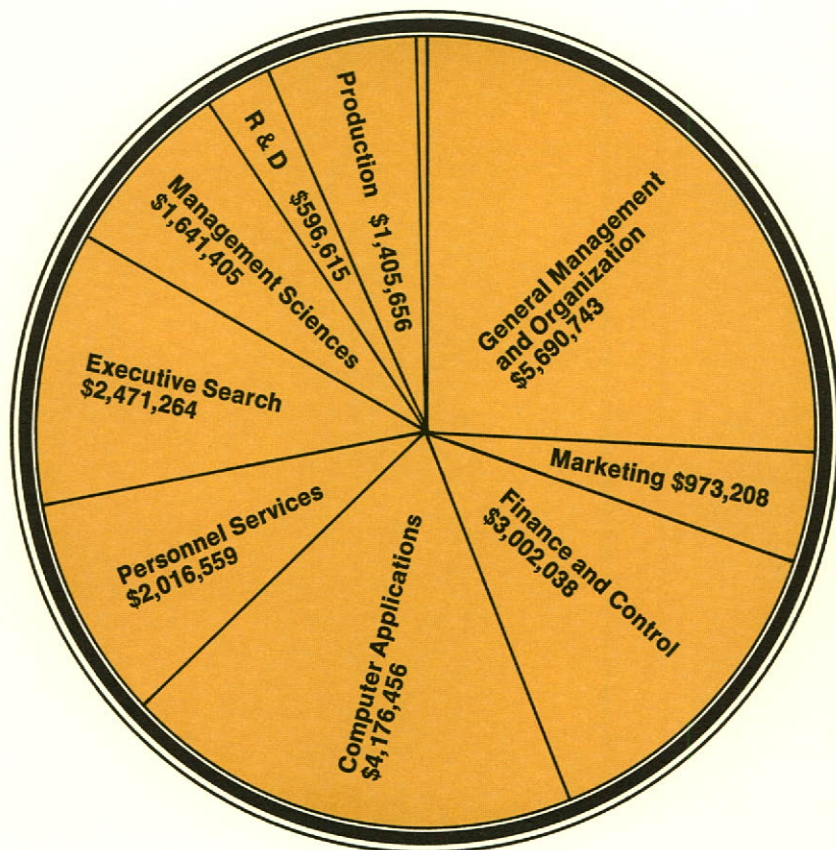 General Management
and Organization
$5,690,743
Marketing $973,208
Finance and Control
$3,002,038
Computer Applications
$4,176,456
Personnel Services
$2,016,559
Executive Search
$2,471,264
Management Sciences
$1,641,405
R & D $596,615
Production $1,405,656